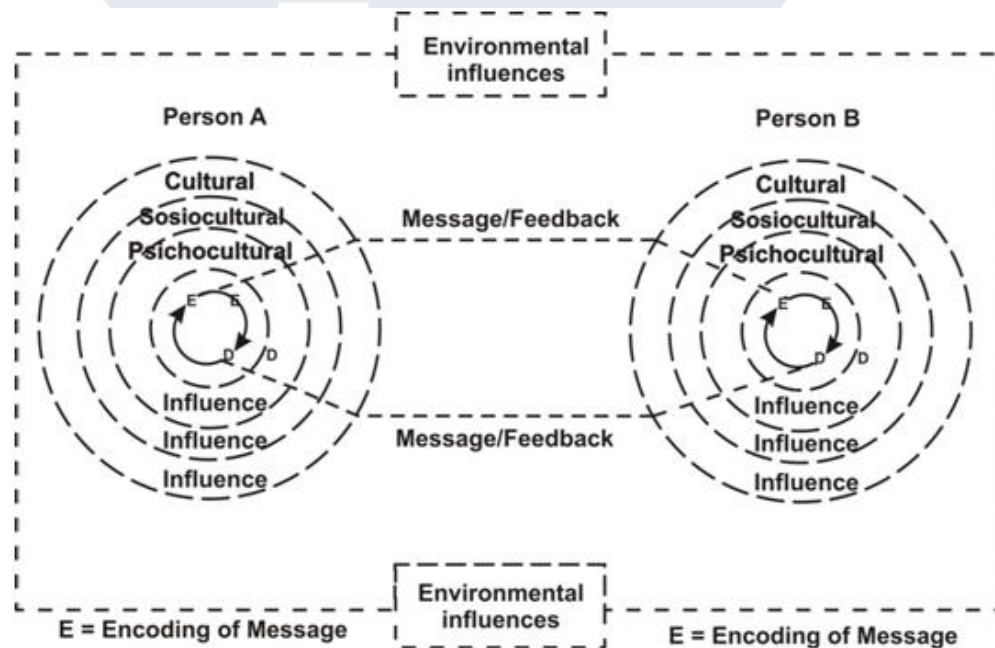 Environmental
influences
Person A
Person B
Cultural
Sosiocultural
Psichocultural
E E
D D
Influence
Influence
Influence
Message/Feedback
Message/Feedback
Cultural
Sosiocultural
Psichocultural
E E
D D
Influence
Influence
Influence
Environmental
influences
E = Encoding of Message
E = Encoding of Message